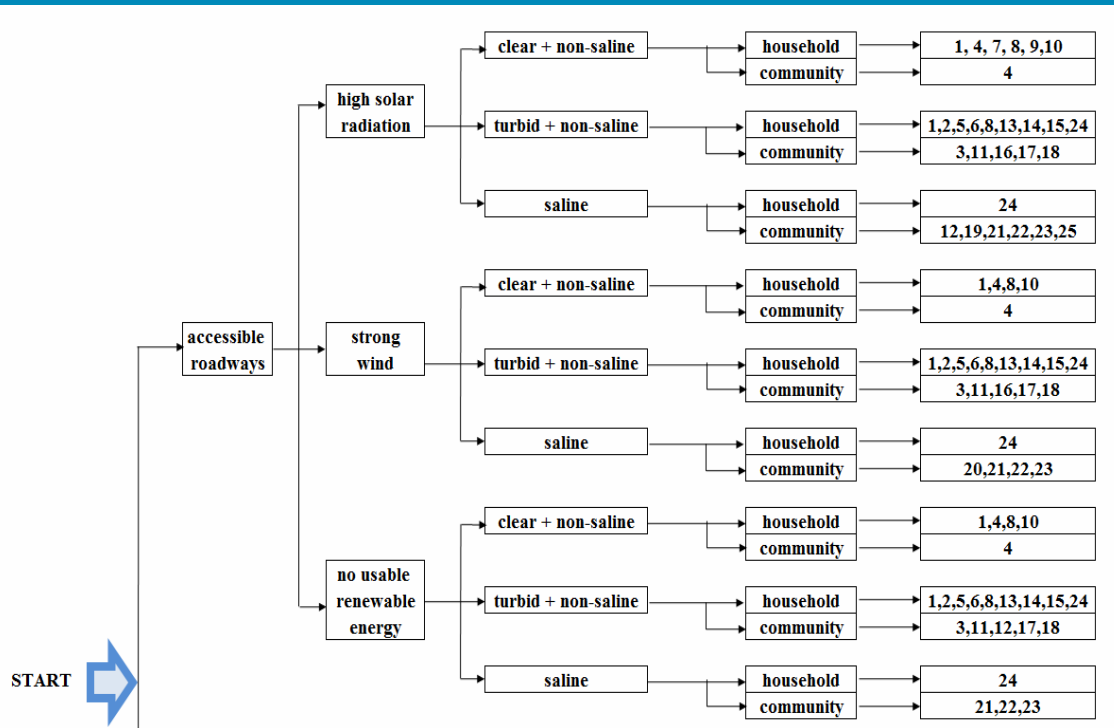 clear + non-saline household 1, 4, 7, 8, 9,10
community 4
high solar
radiation
turbid + non-saline household 1,2,5,6,8,13,14,15,24
community 3,11,16,17,18
saline household 24
community 12,19,21,22,23,25
clear + non-saline household 1,4,8,10
community 4
accessible
roadways
strong
wind
turbid + non-saline household 1,2,5,6,8,13,14,15,24
community 3,11,16,17,18
saline household 24
community 20,21,22,23
clear + non-saline household 1,4,8,10
community 4
no usable
renewable
energy
turbid + non-saline household 1,2,5,6,8,13,14,15,24
community 3,11,12,17,18
START
saline household 24
community 21,22,23